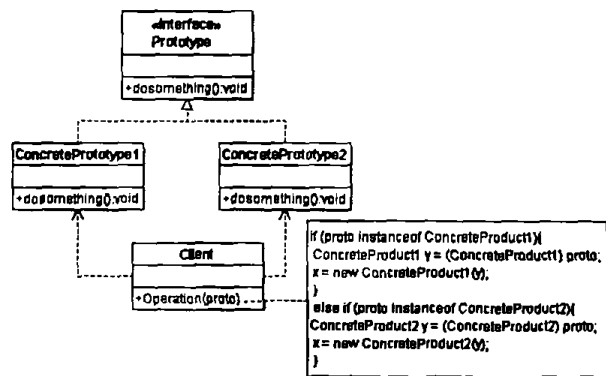 «Interface»
Prototype
+dosomething():void
ConcretePrototype1
+dosomething():void
ConcretePrototype2
+dosomething():void
Client
+Operation(proto)
if (proto instanceof ConcreteProduct1){
ConcreteProduct1 y = (ConcreteProduct1) proto;
x = new ConcreteProduct1(y);
}
else if (proto instanceof ConcreteProduct2){
ConcreteProduct2 y = (ConcreteProduct2) proto;
x = new ConcreteProduct2(y);
}